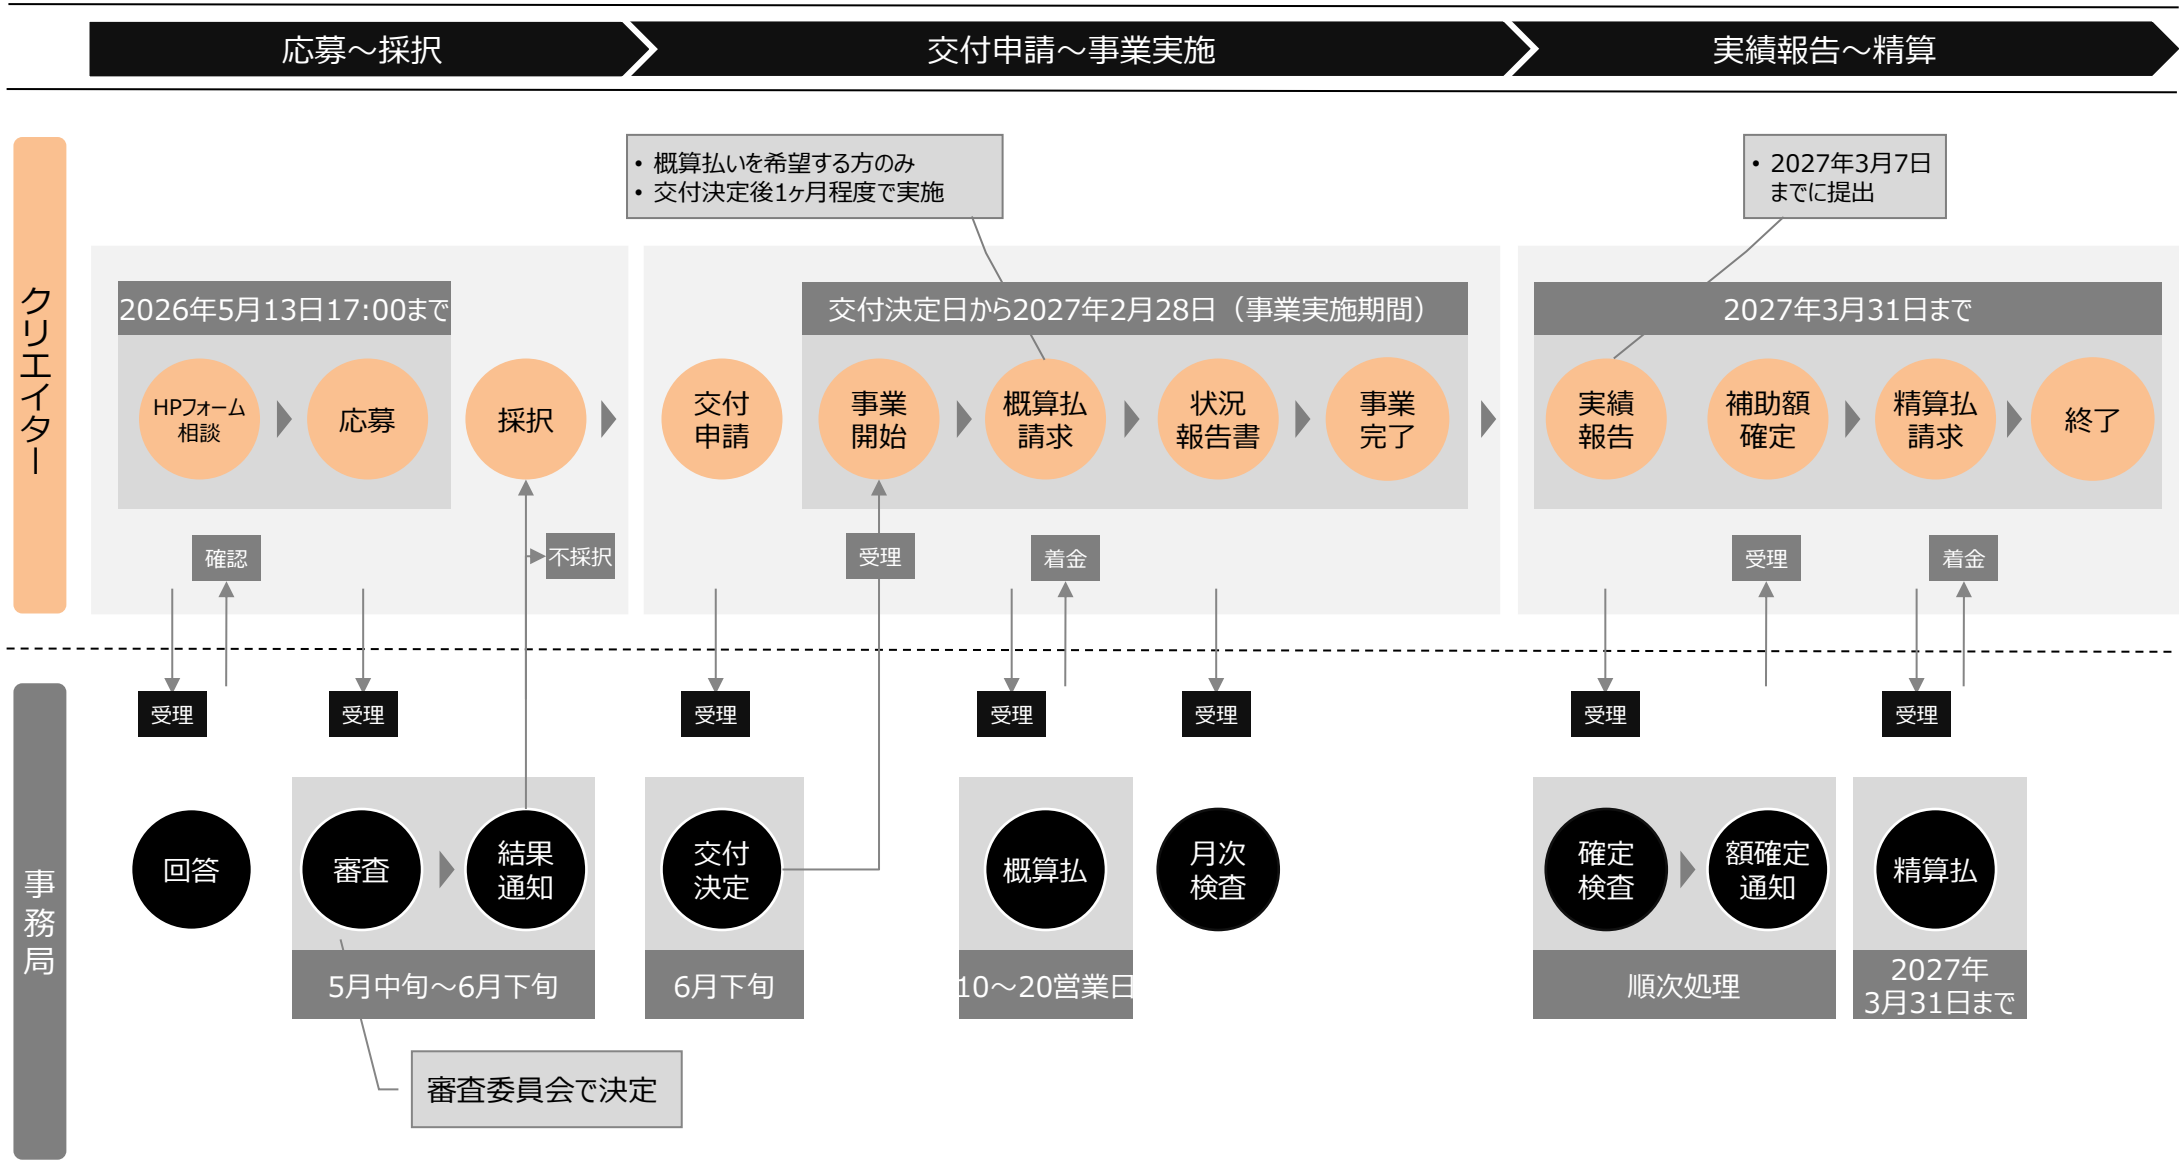 応募～採択
交付申請～事業実施
実績報告～精算
クリエイター
• 概算払いを希望する方のみ
• 交付決定後1ヶ月程度で実施
• 2027年3月7日
までに提出
2026年5月13日17:00まで
交付決定日から2027年2月28日（事業実施期間）
2027年3月31日まで
HPフォーム
相談
応募
採択
交付
申請
事業
開始
概算払
請求
状況
報告書
事業
完了
実績
報告
補助額
確定
精算払
請求
終了
確認
不採択
受理
着金
受理
着金
受理
受理
受理
受理
受理
受理
受理
事務局
回答
審査
結果
通知
交付
決定
概算払
月次
検査
確定
検査
額確定
通知
精算払
5月中旬～6月下旬
6月下旬
10～20営業日
順次処理
2027年
3月31日まで
審査委員会で決定